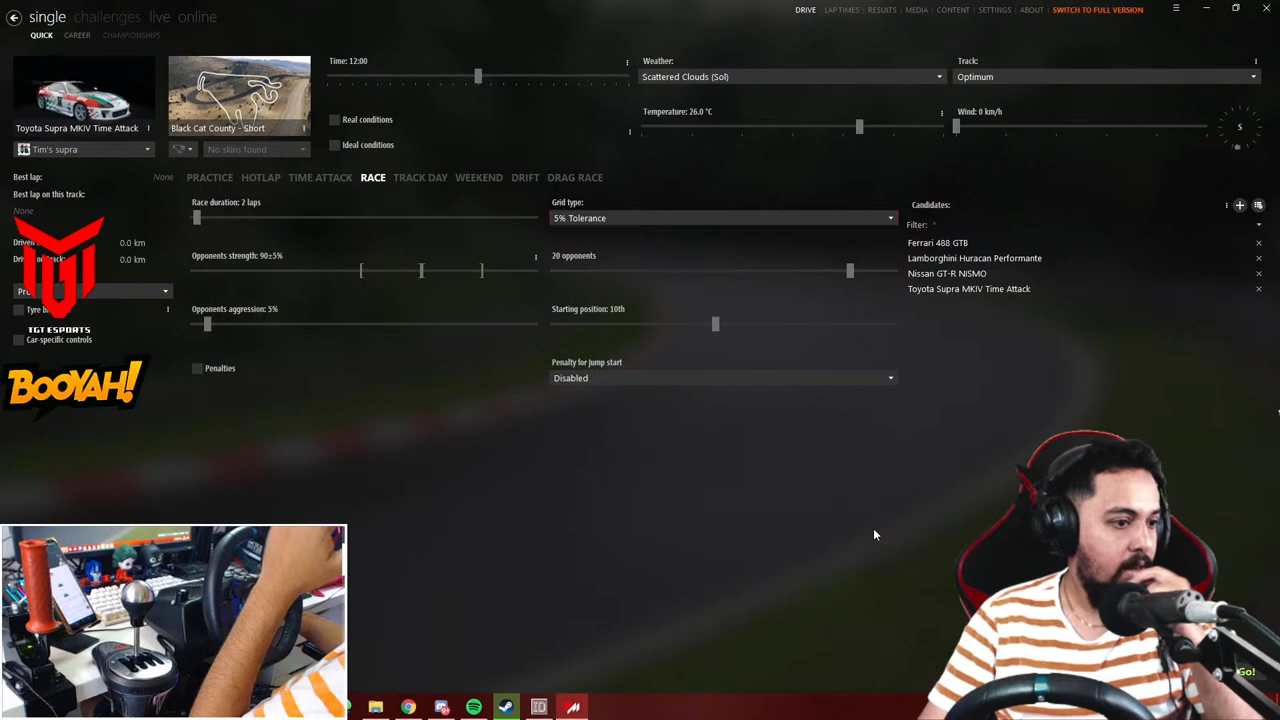 single challenges live online
DRIVE LAP TIMES RESULTS MEDIA CONTENT SETTINGS ABOUT SWITCH TO FULL VERSION
QUICK CAREER CHAMPIONSHIPS
Toyota Supra MKIV Time Attack
Black Cat County - Short
Tim's supra
No skins found
Time: 12:00
Real conditions
Ideal conditions
Weather:
Scattered Clouds (Sol)
Track:
Optimum
Temperature: 26.0 °C
Wind: 0 km/h
S
Best lap: None
Best lap on this track:
None
Driven
0.0 km
0.0 km
Pro
Tyre
Car-specific controls
TGT ESPORTS
BOOYAH!
PRACTICE HOTLAP TIME ATTACK RACE TRACK DAY WEEKEND DRIFT DRAG RACE
Race duration: 2 laps
Opponents strength: 90±5%
Opponents aggression: 5%
Penalties
Grid type:
5% Tolerance
20 opponents
Starting position: 10th
Penalty for jump start
Disabled
Candidates:
Filter: *
Ferrari 488 GTB
Lamborghini Huracan Performante
Nissan GT-R NISMO
Toyota Supra MKIV Time Attack
Go!